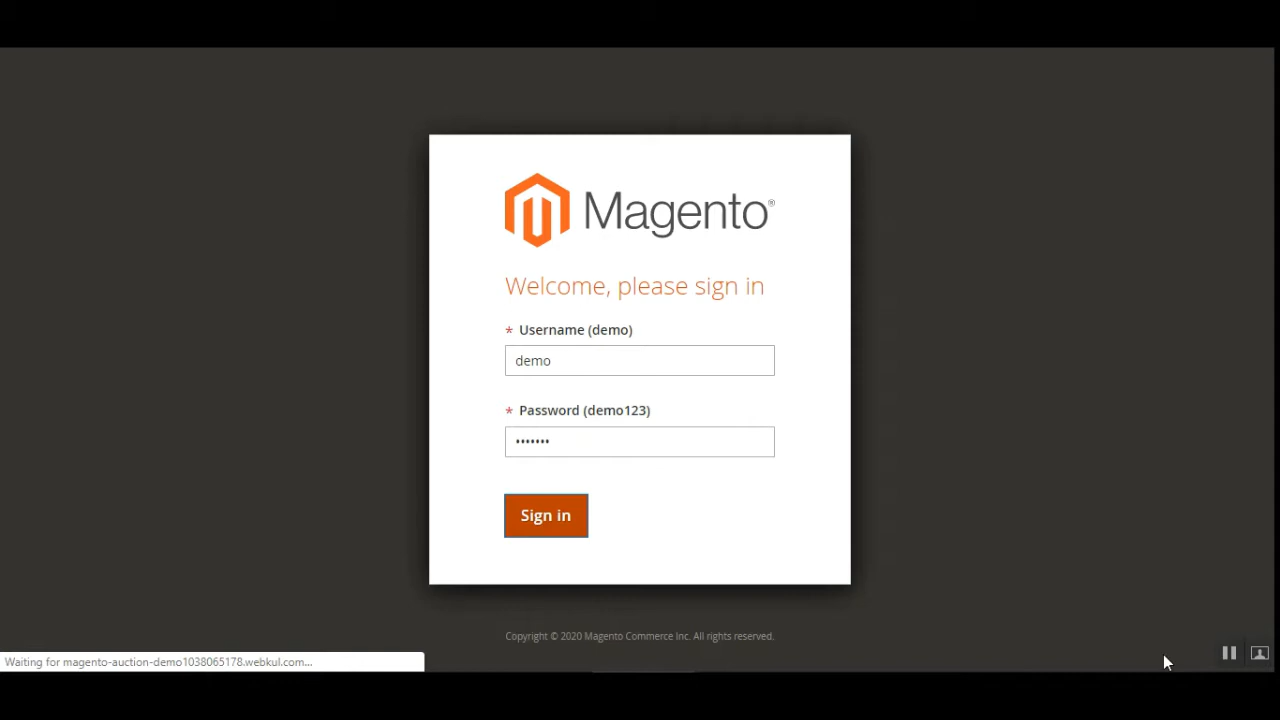 Magento®
Welcome, please sign in
* Username (demo)
demo
* Password (demo123)
•••••••
Sign in
Copyright © 2020 Magento Commerce Inc. All rights reserved.
Waiting for magento-auction-demo1038065178.webkul.com...